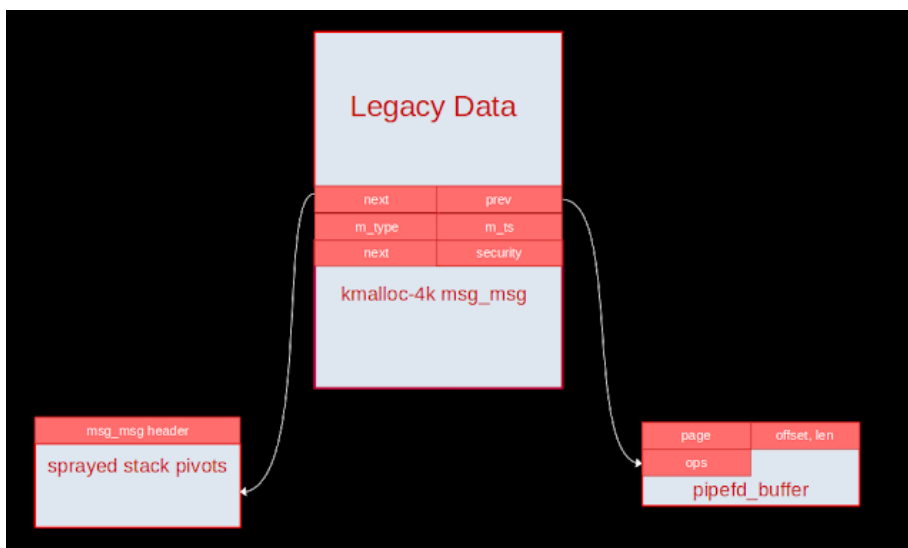 Legacy Data
next prev
m_type m_ts
next security
kmalloc-4k msg_msg
msg_msg header
sprayed stack pivots
page offset, len
ops
pipefd_buffer